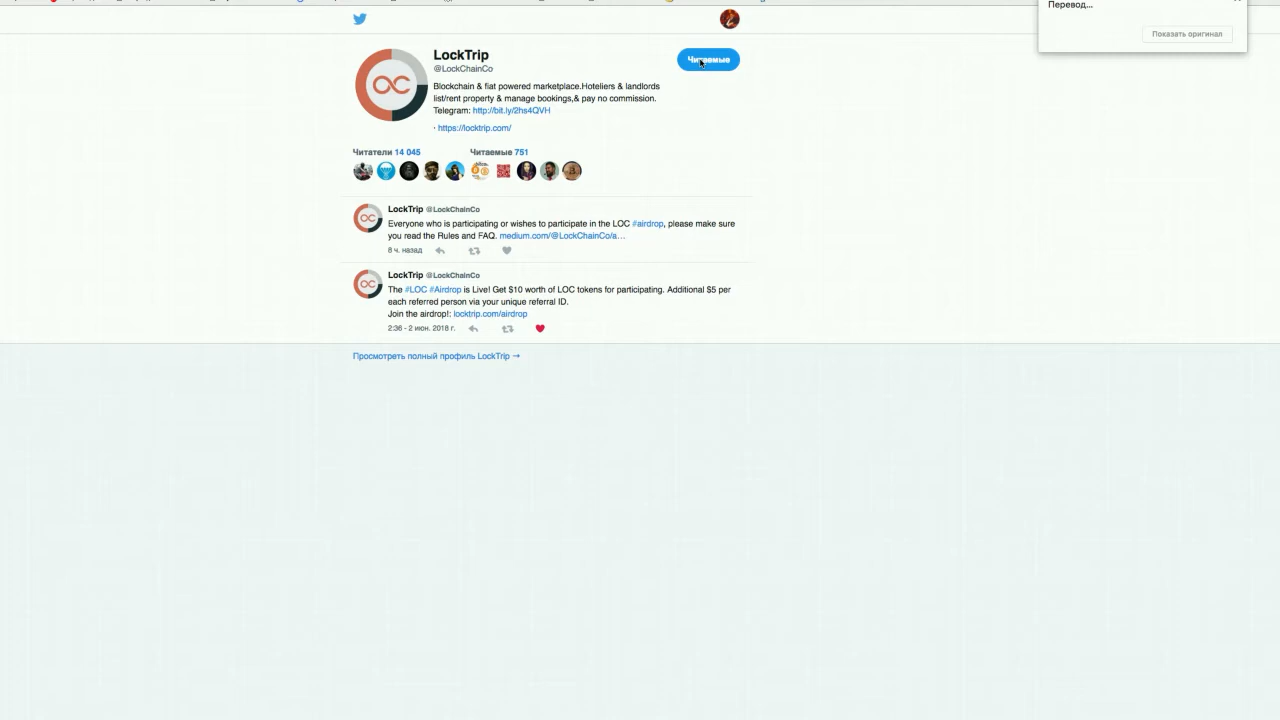 Перевод...
Показать оригинал
LockTrip
@LockChainCo
Читаемые
Blockchain & fiat powered marketplace.Hoteliers & landlords
list/rent property & manage bookings,& pay no commission.
Telegram: http://bit.ly/2hs4QVH
· https://locktrip.com/
Читатели 14 045 Читаемые 751
LockTrip @LockChainCo
Everyone who is participating or wishes to participate in the LOC #airdrop, please make sure
you read the Rules and FAQ. medium.com/@LockChainCo/a…
6 ч. назад
LockTrip @LockChainCo
The #LOC #Airdrop is Live! Get $10 worth of LOC tokens for participating. Additional $5 per
each referred person via your unique referral ID.
Join the airdrop!: locktrip.com/airdrop
2:36 - 2 июн. 2018 г.
Просмотреть полный профиль LockTrip →